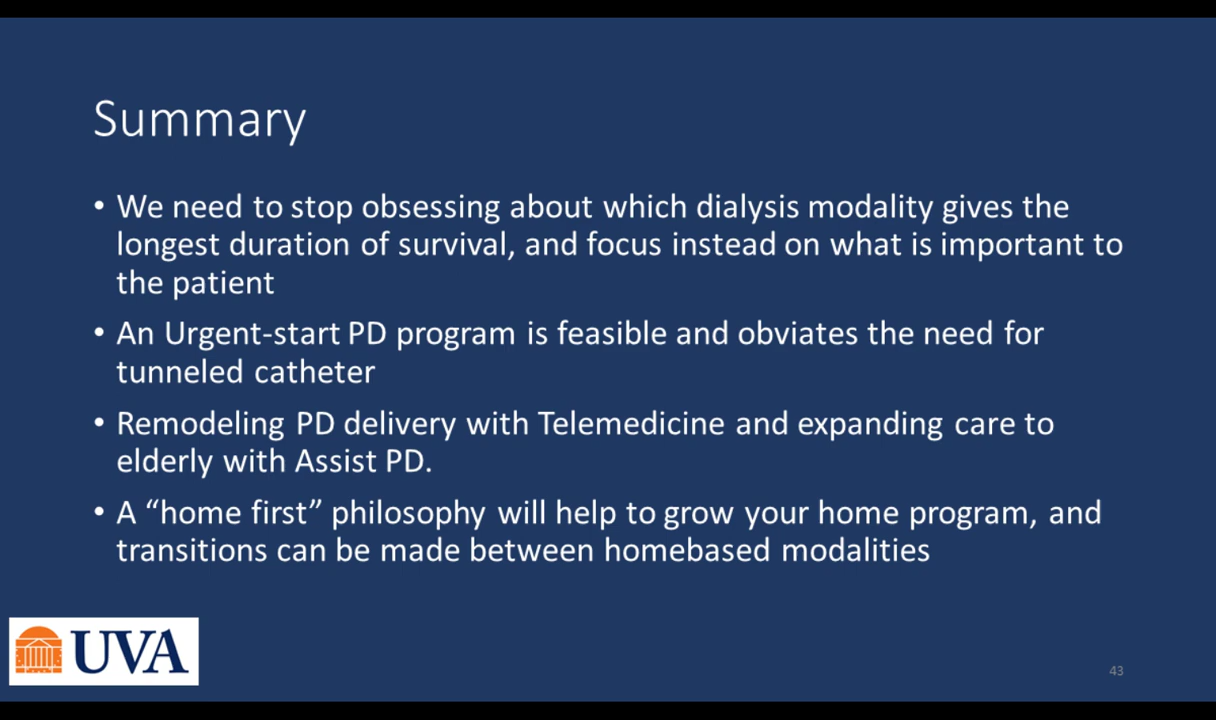 Summary
• We need to stop obsessing about which dialysis modality gives the
longest duration of survival, and focus instead on what is important to
the patient
• An Urgent-start PD program is feasible and obviates the need for
tunneled catheter
• Remodeling PD delivery with Telemedicine and expanding care to
elderly with Assist PD.
• A “home first” philosophy will help to grow your home program, and
transitions can be made between homebased modalities
UVA
43